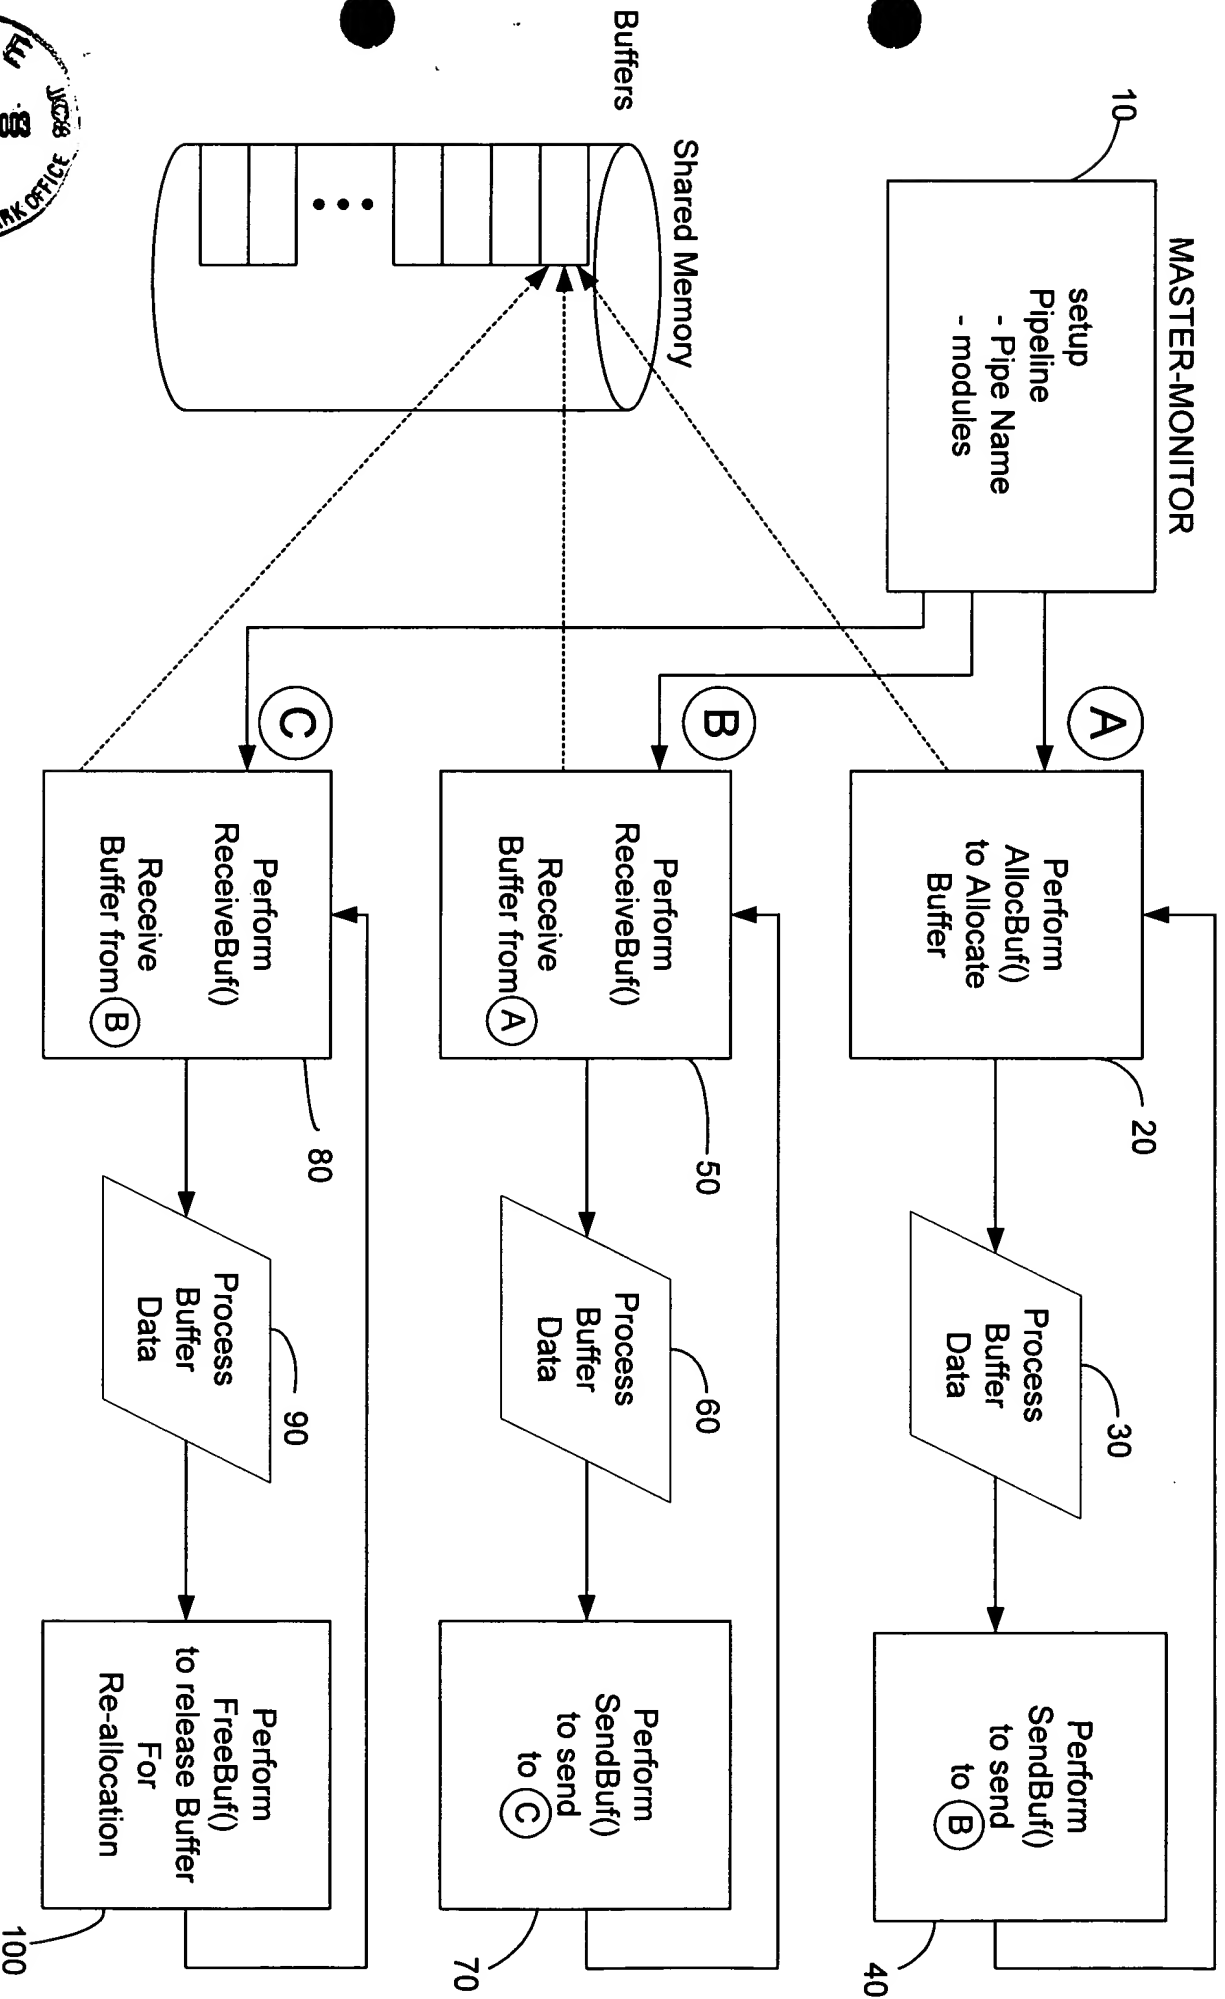 MASTER-MONITOR
10
setup
Pipeline
- Pipe Name
- modules
A
Perform
AllocBuf()
to Allocate
Buffer
20
Process
Buffer
Data
30
Perform
SendBuf()
to send
to B
40
Buffers
Shared Memory
B
Perform
ReceiveBuf()
Receive
Buffer from A
50
Process
Buffer
Data
60
Perform
SendBuf()
to send
to C
70
C
Perform
ReceiveBuf()
Receive
Buffer from B
80
Process
Buffer
Data
90
Perform
FreeBuf()
to release Buffer
For
Re-allocation
100
OFFICE